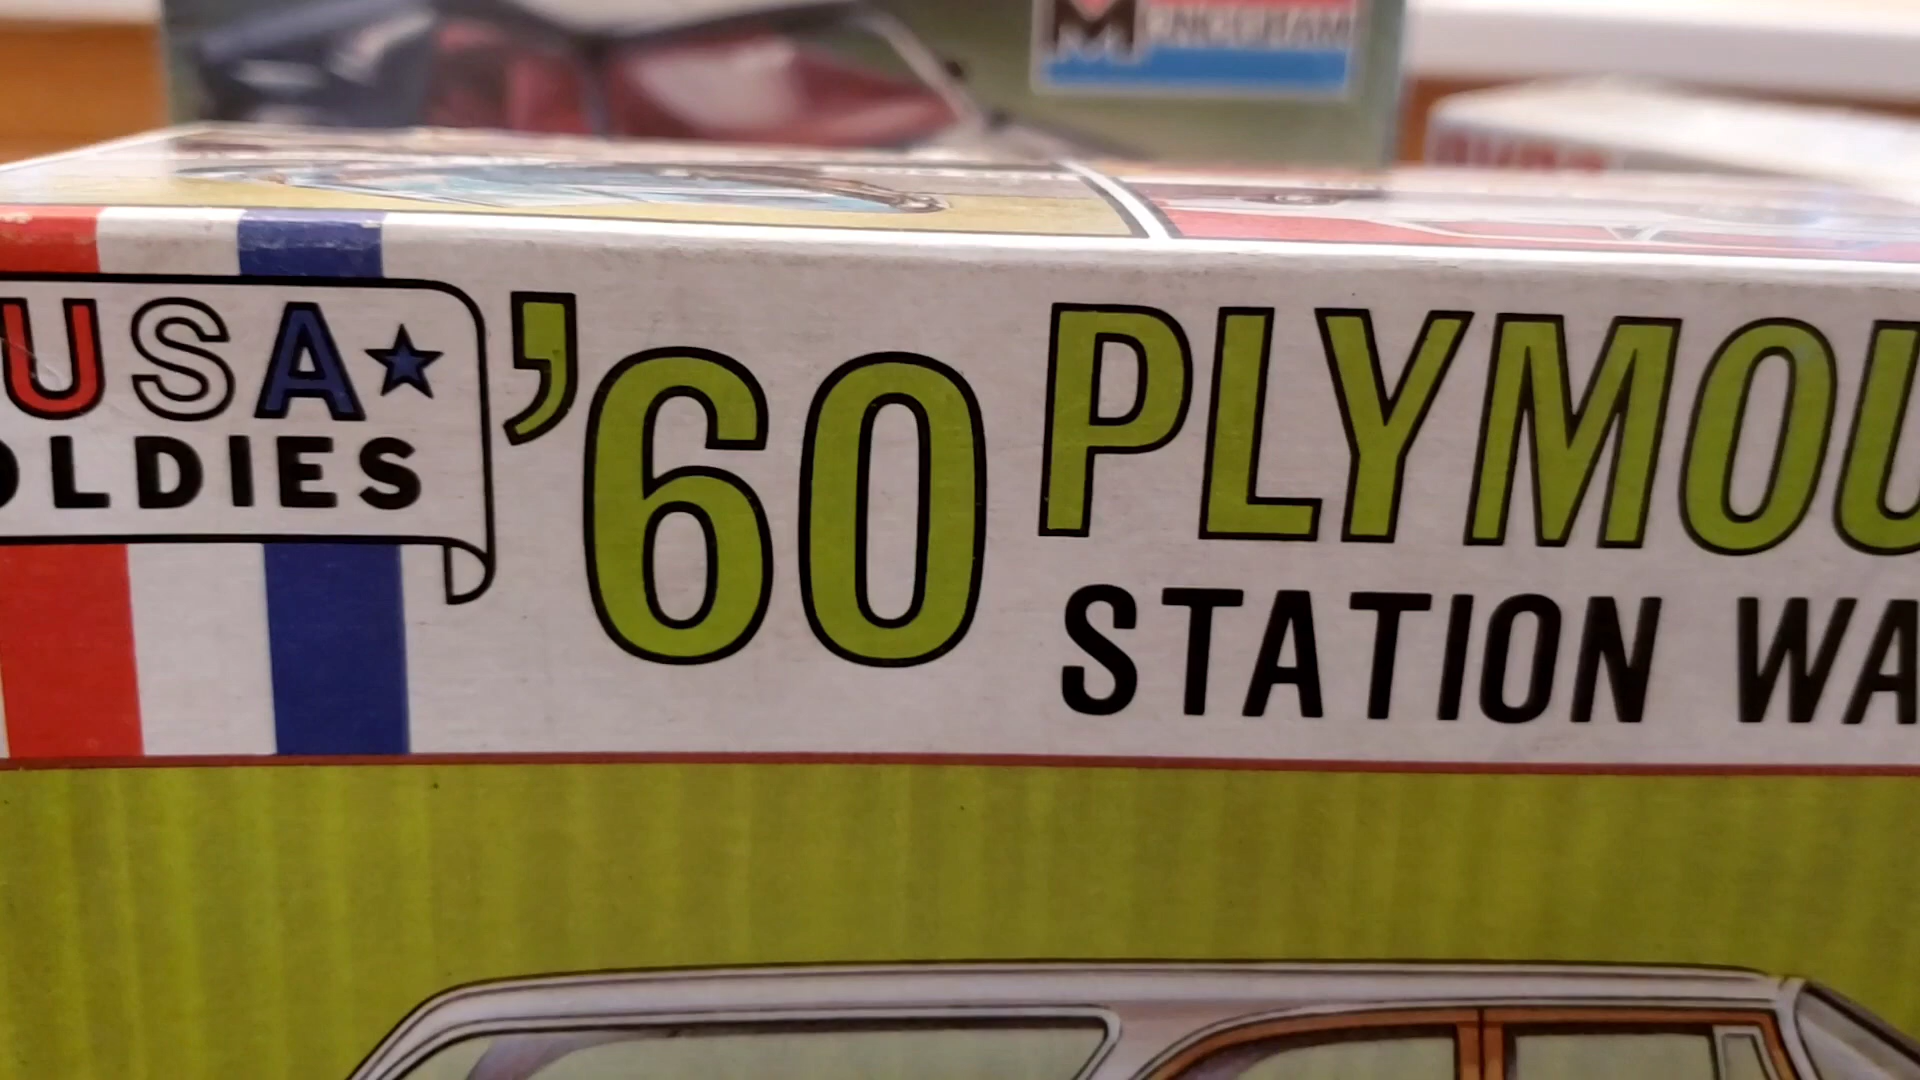 MONOGRAM
USA
OLDIES
'60 PLYMOU
STATION WA